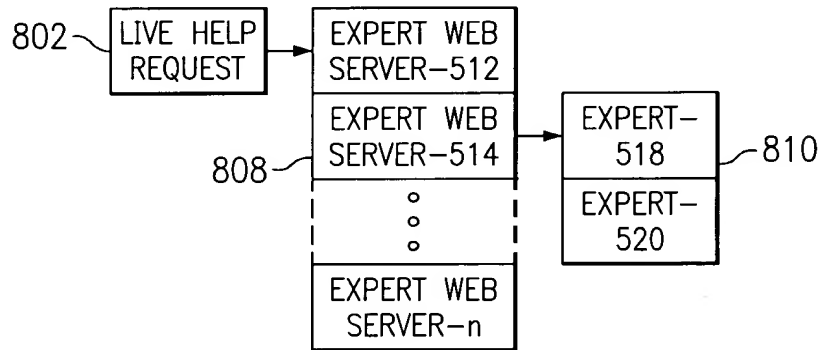 802
LIVE HELP
REQUEST
EXPERT WEB
SERVER-512
EXPERT WEB
SERVER-514
808
EXPERT-
518
810
EXPERT-
520
EXPERT WEB
SERVER-n